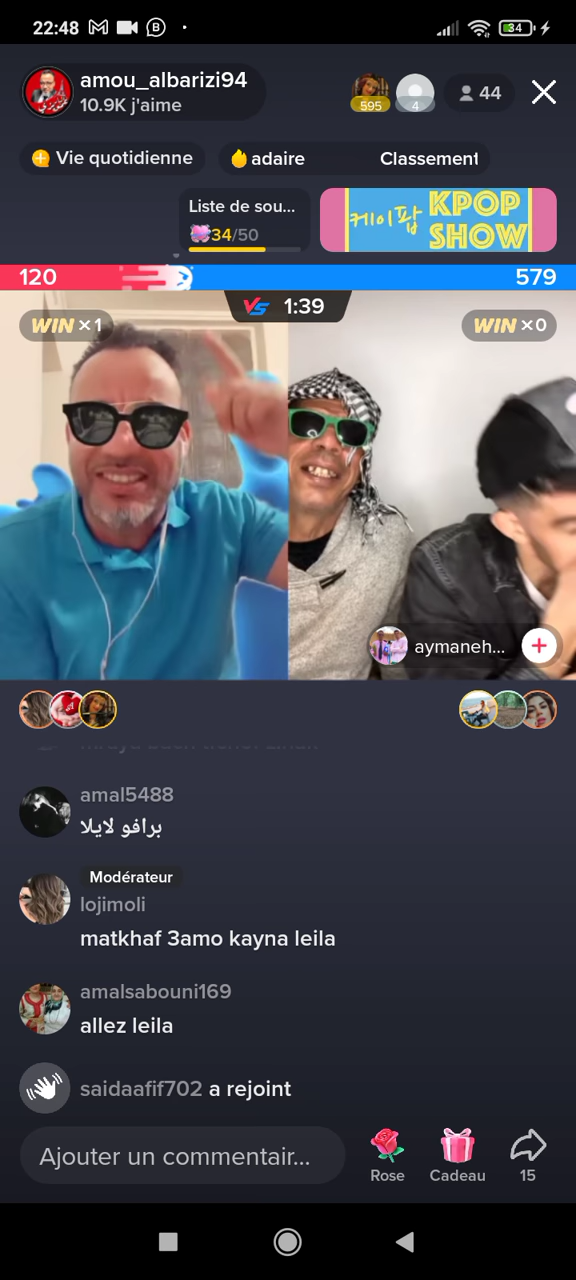 22:48
34
amou_albarizi94
10.9K j'aime
595
4
44
Vie quotidienne
adaire
Classement
Liste de sou...
34/50
케이팝
KPOP
SHOW
120
579
VS 1:39
WIN ×1
WIN ×0
aymaneh...
amal5488
برافو لايلا
Modérateur
lojimoli
matkhaf 3amo kayna leila
amalsabouni169
allez leila
saidaafif702 a rejoint
Ajouter un commentair...
Rose
Cadeau
15